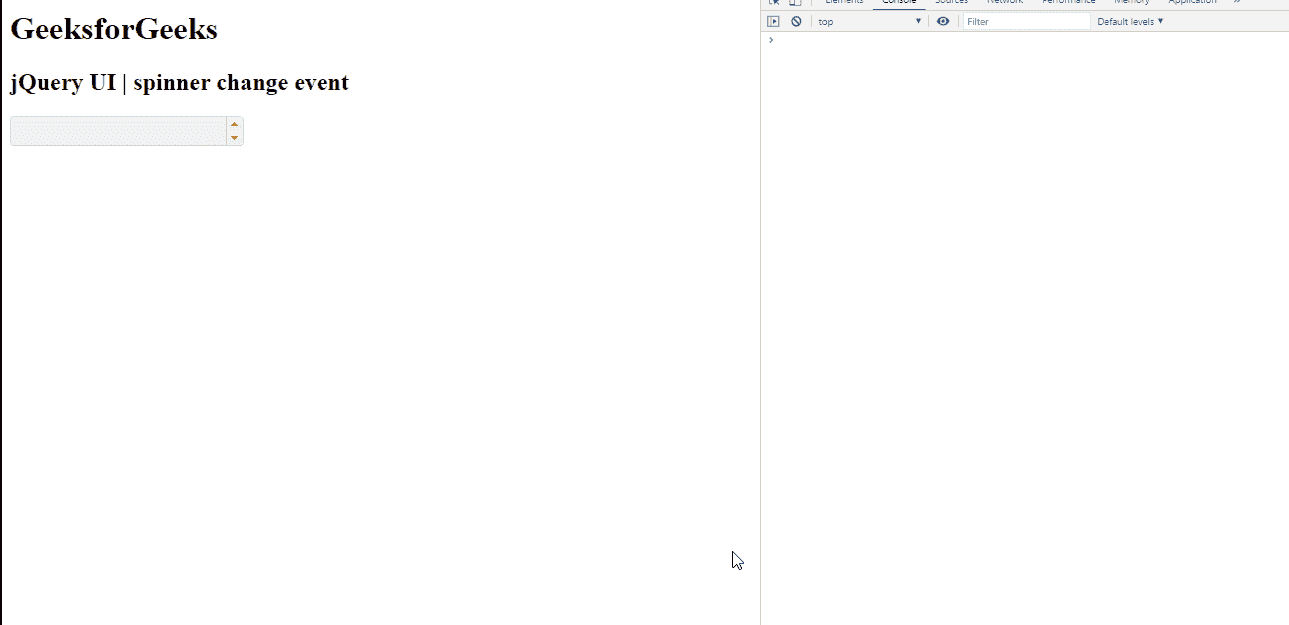 GeeksforGeeks
jQuery UI | spinner change event
Elements Console Sources Network Performance Memory Application »
top ▼ Filter Default levels ▼
›